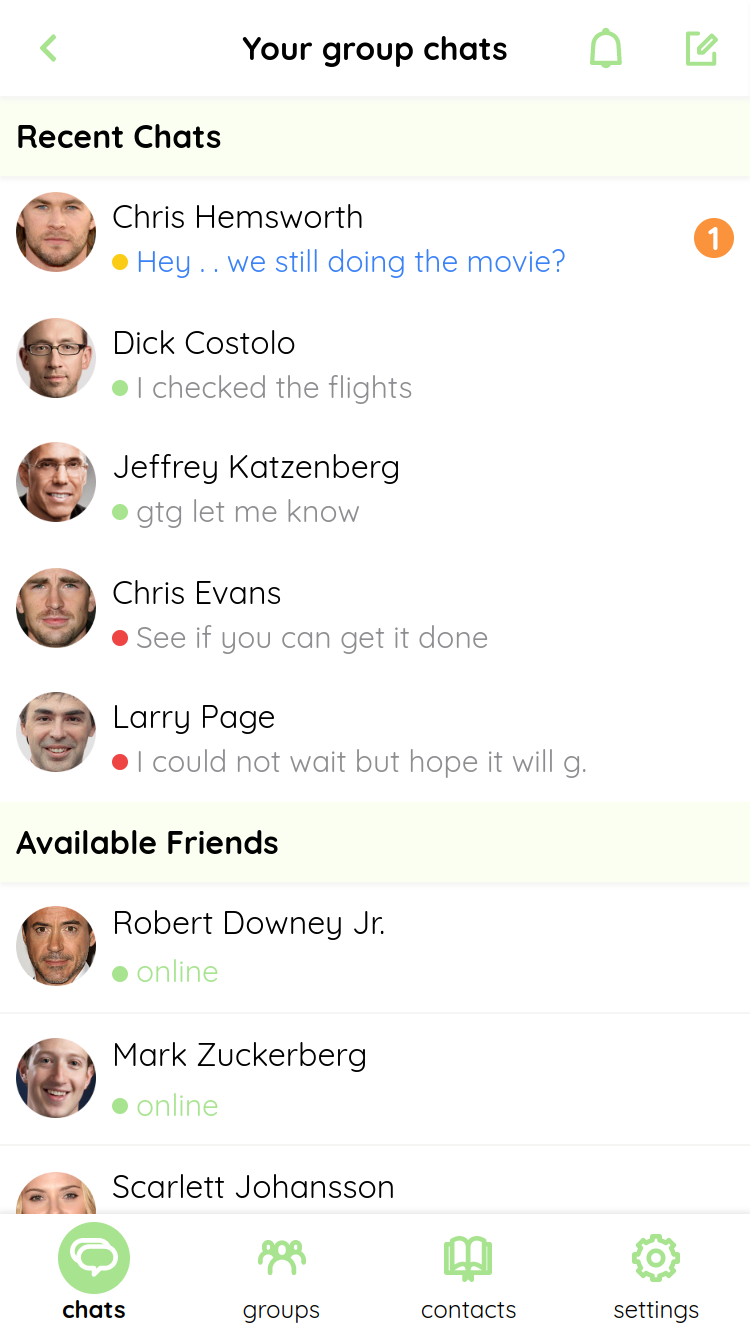 Your group chats
Recent Chats
Chris Hemsworth
Hey . . we still doing the movie?
1
Dick Costolo
I checked the flights
Jeffrey Katzenberg
gtg let me know
Chris Evans
See if you can get it done
Larry Page
I could not wait but hope it will g.
Available Friends
Robert Downey Jr.
online
Mark Zuckerberg
online
Scarlett Johansson
chats groups contacts settings